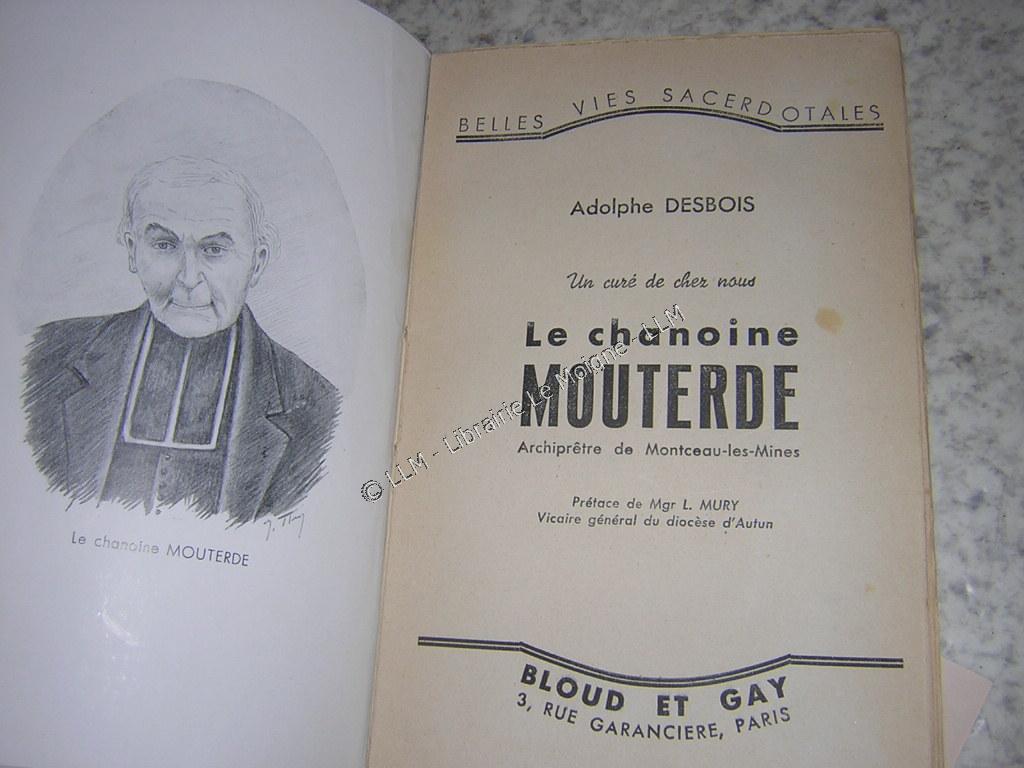 Le chanoine MOUTERDE
BELLES VIES SACERDOTALES
Adolphe DESBOIS
Un curé de chez nous
Le chanoine
MOUTERDE
Archiprêtre de Montceau-les-Mines
Préface de Mgr L. MURY
Vicaire général du diocèse d'Autun
BLOUD ET GAY
3, RUE GARANCIERE, PARIS
© LLM - Librairie Le Moigne - LLM